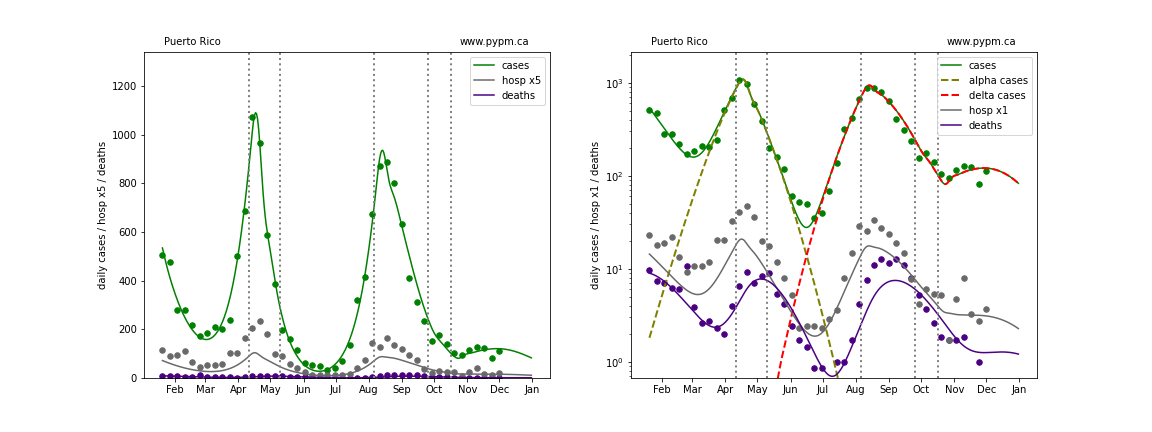 Puerto Rico www.pypm.ca
cases
hosp x5
deaths
daily cases / hosp x5 / deaths
1200
1000
800
600
400
200
0
Feb Mar Apr May Jun Jul Aug Sep Oct Nov Dec Jan
Puerto Rico www.pypm.ca
cases
alpha cases
delta cases
hosp x1
deaths
daily cases / hosp x1 / deaths
10³
10²
10¹
10⁰
Feb Mar Apr May Jun Jul Aug Sep Oct Nov Dec Jan